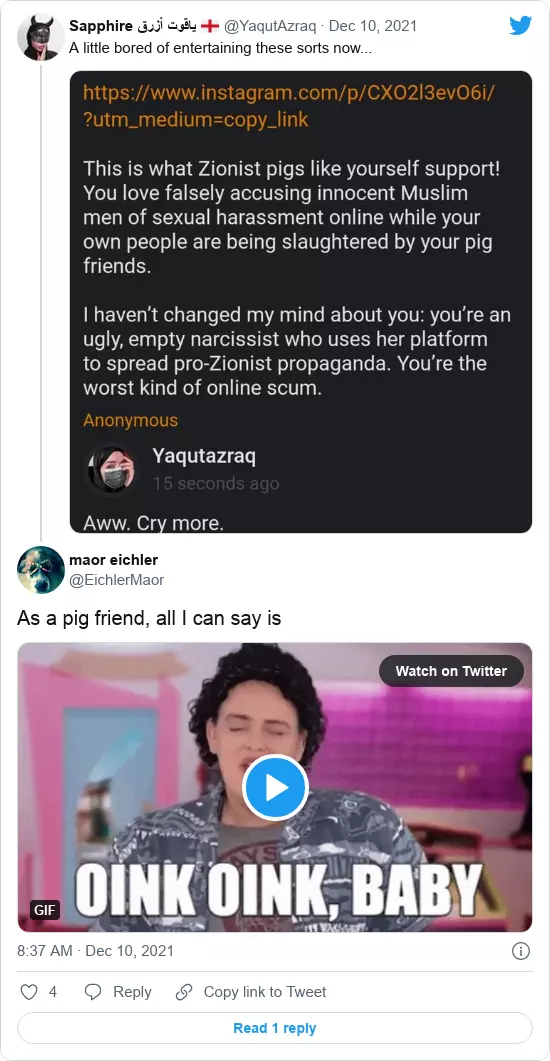 Sapphire ياقوت أزرق @YaqutAzraq · Dec 10, 2021
A little bored of entertaining these sorts now...
https://www.instagram.com/p/CXO2l3evO6i/
?utm_medium=copy_link
This is what Zionist pigs like yourself support!
You love falsely accusing innocent Muslim
men of sexual harassment online while your
own people are being slaughtered by your pig
friends.
I haven’t changed my mind about you: you’re an
ugly, empty narcissist who uses her platform
to spread pro-Zionist propaganda. You’re the
worst kind of online scum.
Anonymous
Yaqutazraq
15 seconds ago
Aww. Cry more.
maor eichler
@EichlerMaor
As a pig friend, all I can say is
Watch on Twitter
OINK OINK, BABY
GIF
8:37 AM · Dec 10, 2021
4 Reply Copy link to Tweet
Read 1 reply